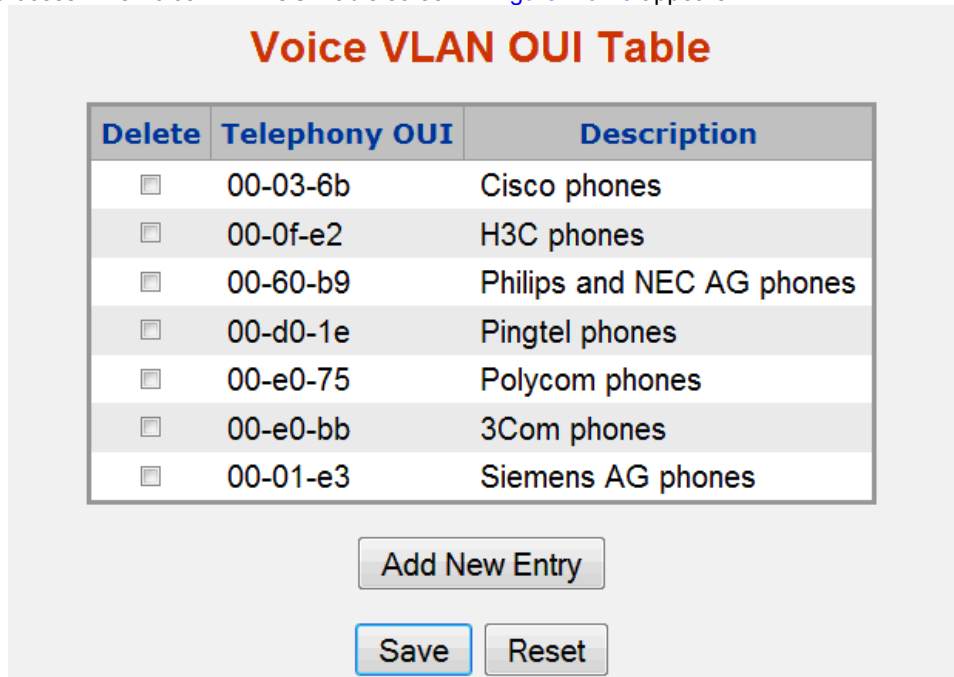 Voice VLAN OUI Table
Delete Telephony OUI Description
00-03-6b Cisco phones
00-0f-e2 H3C phones
00-60-b9 Philips and NEC AG phones
00-d0-1e Pingtel phones
00-e0-75 Polycom phones
00-e0-bb 3Com phones
00-01-e3 Siemens AG phones
Add New Entry
Save Reset